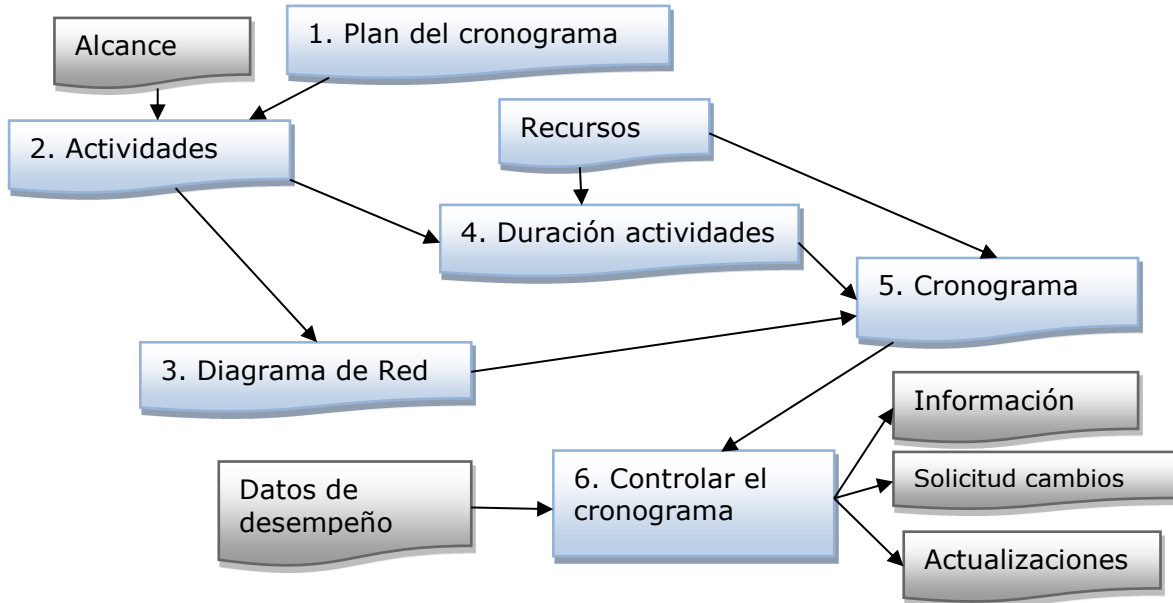 Alcance
1. Plan del cronograma
2. Actividades
Recursos
4. Duración actividades
5. Cronograma
3. Diagrama de Red
Información
Datos de
desempeño
6. Controlar el
cronograma
Solicitud cambios
Actualizaciones